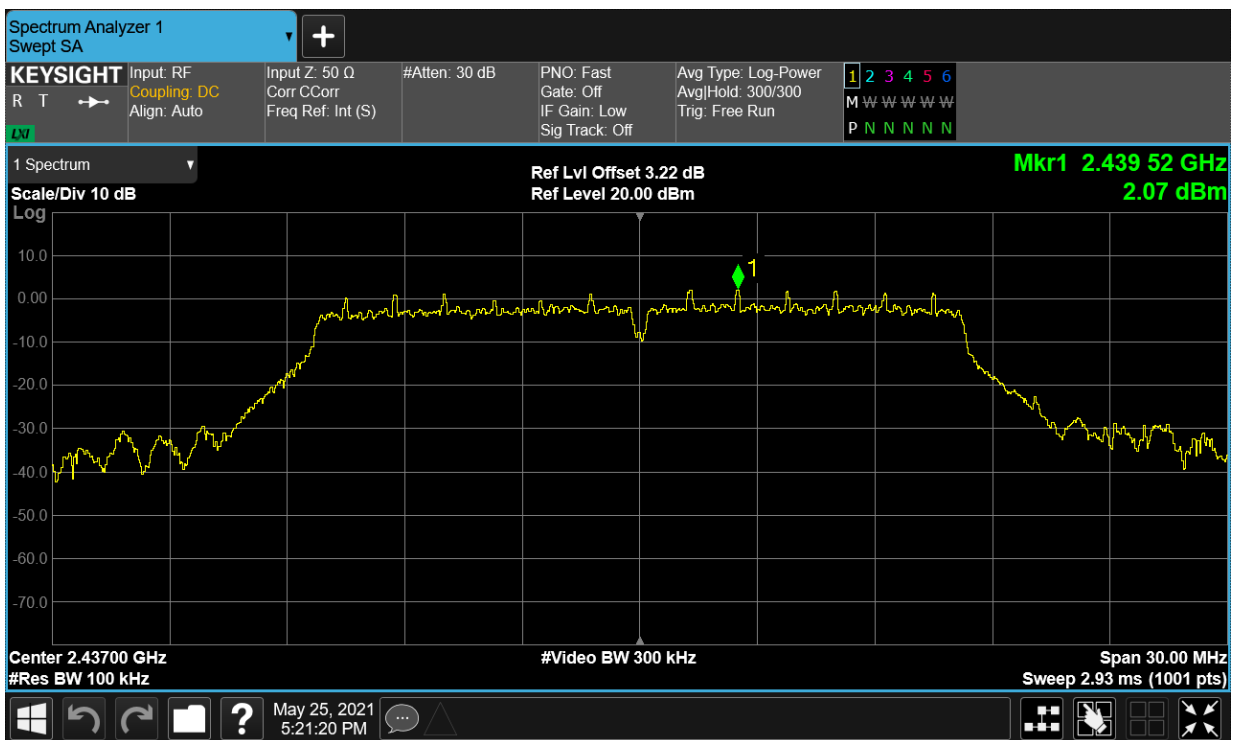 Spectrum Analyzer 1
Swept SA
KEYSIGHT
R T
LXI
Input: RF
Coupling: DC
Align: Auto
Input Z: 50 Ω
Corr CCorr
Freq Ref: Int (S)
#Atten: 30 dB
PNO: Fast
Gate: Off
IF Gain: Low
Sig Track: Off
Avg Type: Log-Power
Avg|Hold: 300/300
Trig: Free Run
1 2 3 4 5 6
M W W W W W
P N N N N N
1 Spectrum
Scale/Div 10 dB
Log
Ref Lvl Offset 3.22 dB
Ref Level 20.00 dBm
Mkr1 2.439 52 GHz
2.07 dBm
1
10.0
0.00
-10.0
-20.0
-30.0
-40.0
-50.0
-60.0
-70.0
Center 2.43700 GHz
#Res BW 100 kHz
#Video BW 300 kHz
Span 30.00 MHz
Sweep 2.93 ms (1001 pts)
?
May 25, 2021
5:21:20 PM